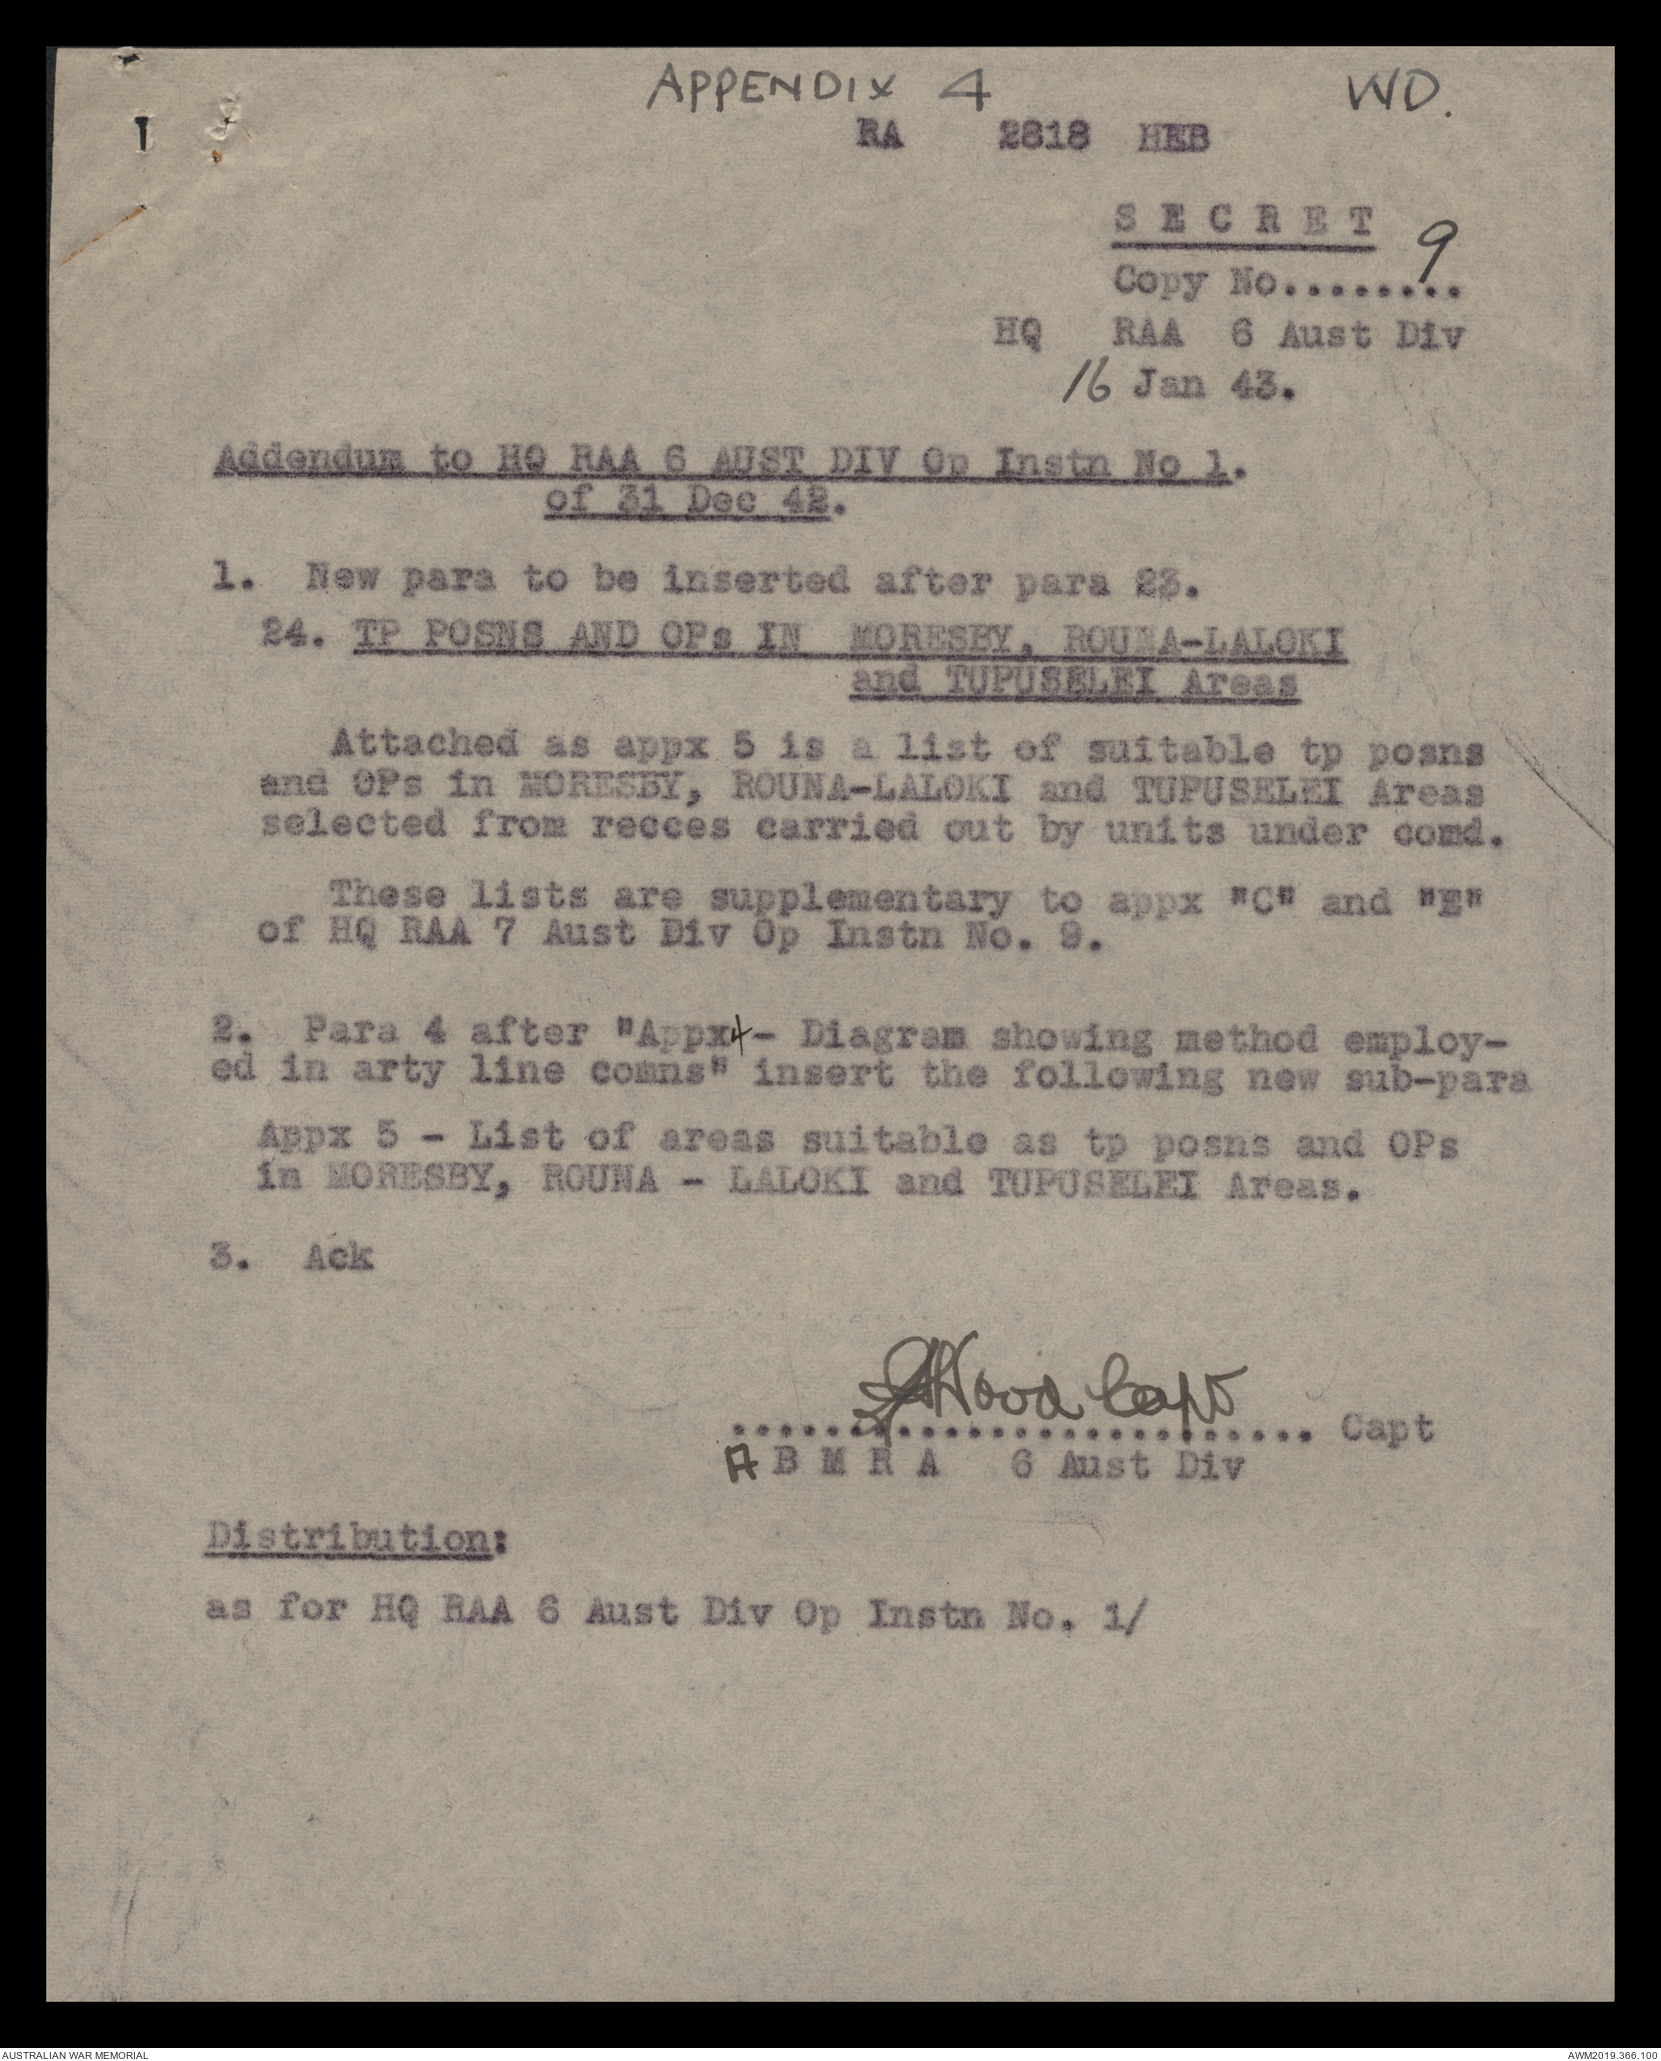 APPENDIX 4 WD.
RA 2818 HEB
S E C R E T
Copy No........ 9
HQ RAA 6 Aust Div
16 Jan 43.
Addendum to HQ RAA 6 AUST DIV Op Instn No 1.
of 31 Dec 42.
1. New para to be inserted after para 23.
24. TP POSNS AND OPs IN MORESBY, ROUNA-LALOKI
and TUPUSELEI Areas
Attached as appx 5 is a list of suitable tp posns
and OPs in MORESBY, ROUNA-LALOKI and TUPUSELEI Areas
selected from recces carried out by units under comd.
These lists are supplementary to appx "C" and "E"
of HQ RAA 7 Aust Div Op Instn No. 9.
2. Para 4 after "Appx4- Diagram showing method employ-
ed in arty line comns" insert the following new sub-para
Appx 5 - List of areas suitable as tp posns and OPs
in MORESBY, ROUNA - LALOKI and TUPUSELEI Areas.
3. Ack
Hood Capt
......................... Capt
A B M R A 6 Aust Div
Distribution:
as for HQ RAA 6 Aust Div Op Instn No. 1/
AUSTRALIAN WAR MEMORIAL AWM2019.366.100